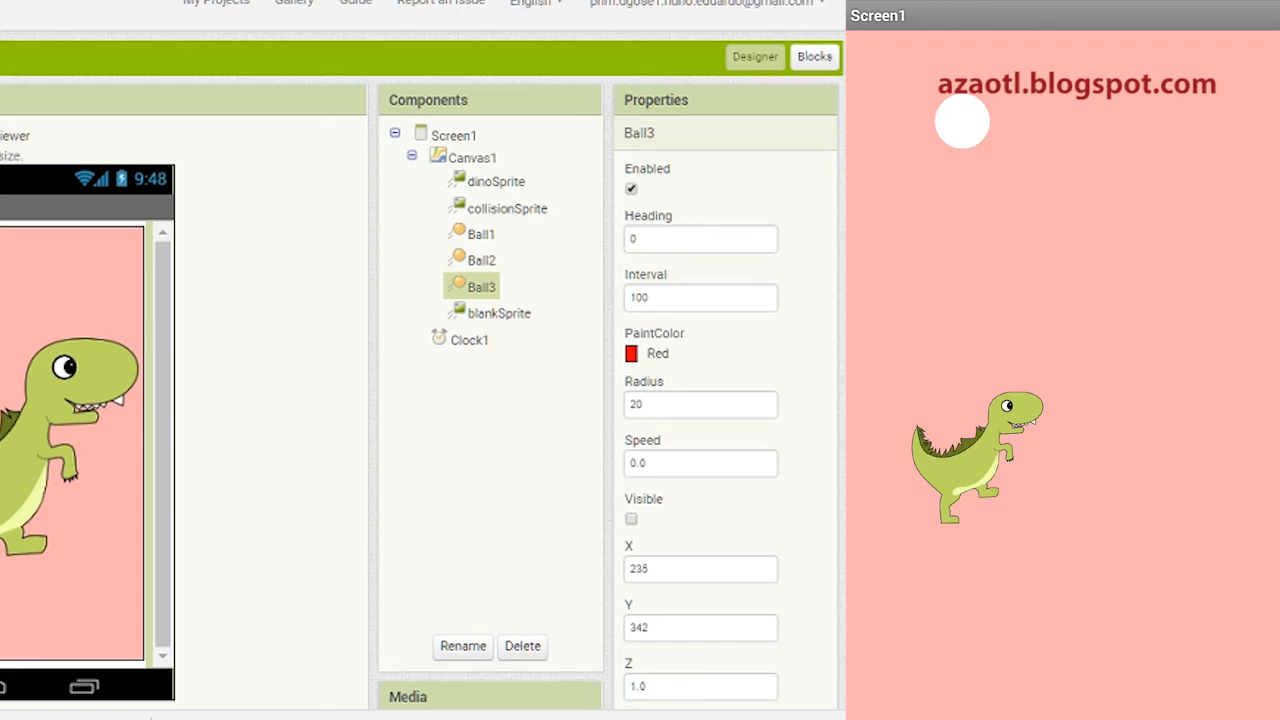 My Projects Gallery Guide Report an Issue English
Screen1
Designer Blocks
azaotl.blogspot.com
Components
Properties
iewer
size.
9:48
Screen1
Canvas1
dinoSprite
collisionSprite
Ball1
Ball2
Ball3
blankSprite
Clock1
Rename Delete
Media
Ball3
Enabled
Heading
0
Interval
100
PaintColor
Red
Radius
20
Speed
0.0
Visible
X
235
Y
342
Z
1.0